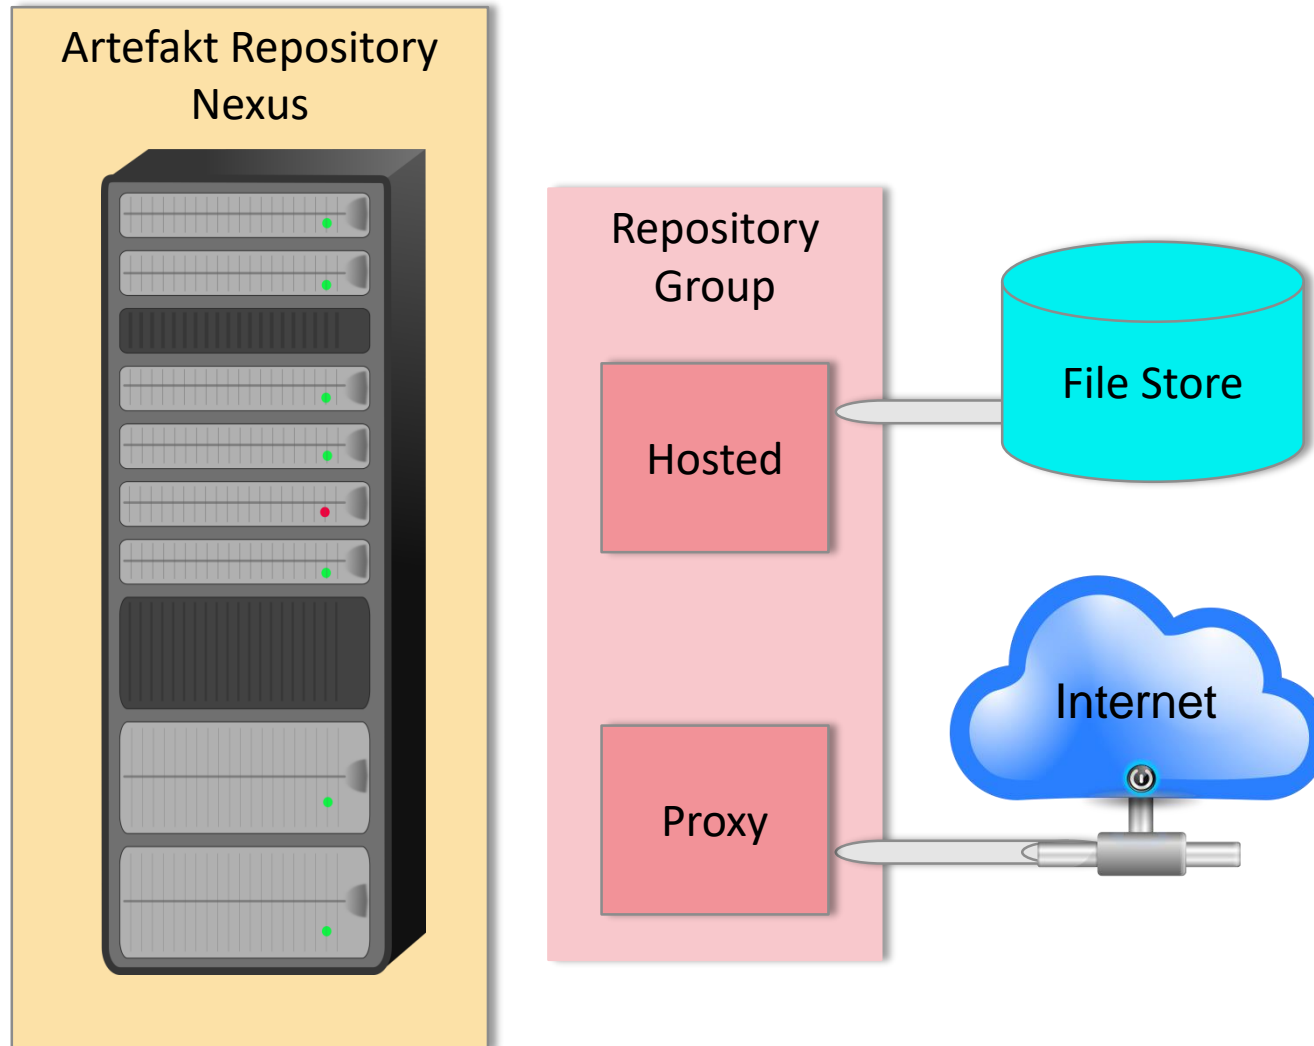 Artefakt Repository
Nexus
Repository
Group
Hosted
File Store
Internet
Proxy